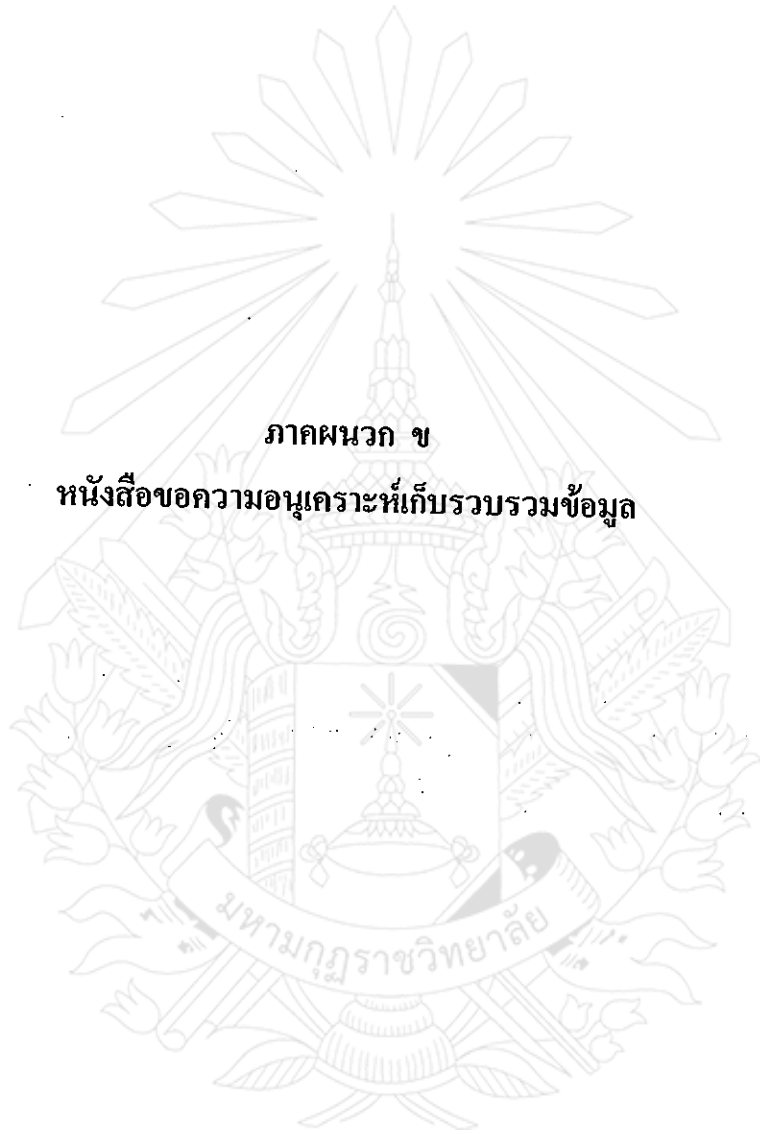 ภาคผนวก ข
หนังสือขอความอนุเคราะห์เก็บรวบรวมข้อมูล
มหามกุฏราชวิทยาลัย